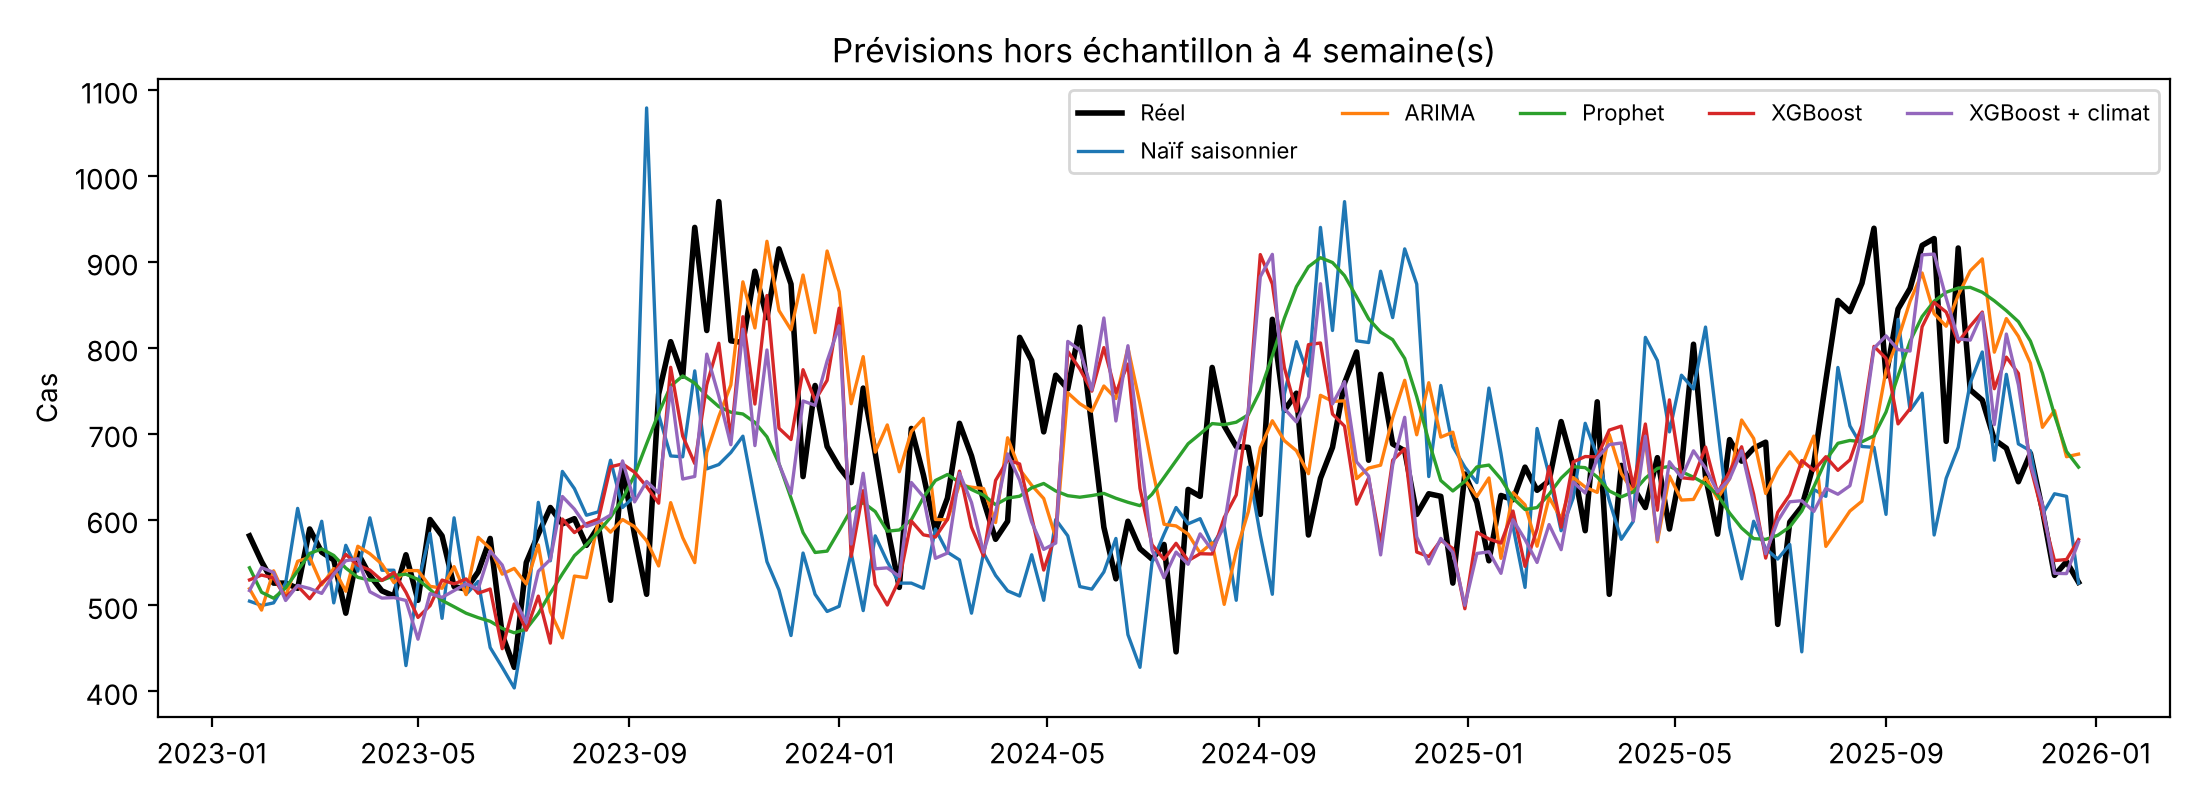 Prévisions hors échantillon à 4 semaine(s)
Réel
Naïf saisonnier
ARIMA
Prophet
XGBoost
XGBoost + climat
Cas
1100
1000
900
800
700
600
500
400
2023-01
2023-05
2023-09
2024-01
2024-05
2024-09
2025-01
2025-05
2025-09
2026-01